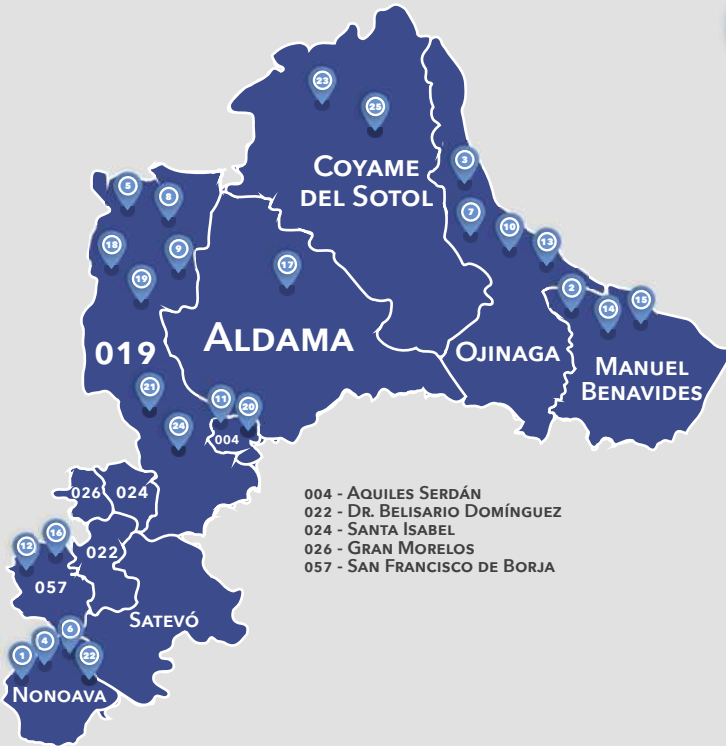 23
25
3
COYAME
DEL SOTOL
5
8
7
10
13
18
9
17
19
2
14
15
ALDAMA
019
OJINAGA
MANUEL
BENAVIDES
21
11
20
24
004
026
024
004 - AQUILES SERDÁN
022 - DR. BELISARIO DOMÍNGUEZ
024 - SANTA ISABEL
026 - GRAN MORELOS
057 - SAN FRANCISCO DE BORJA
16
12
022
057
SATEVÓ
6
4
1
22
NONOAVA